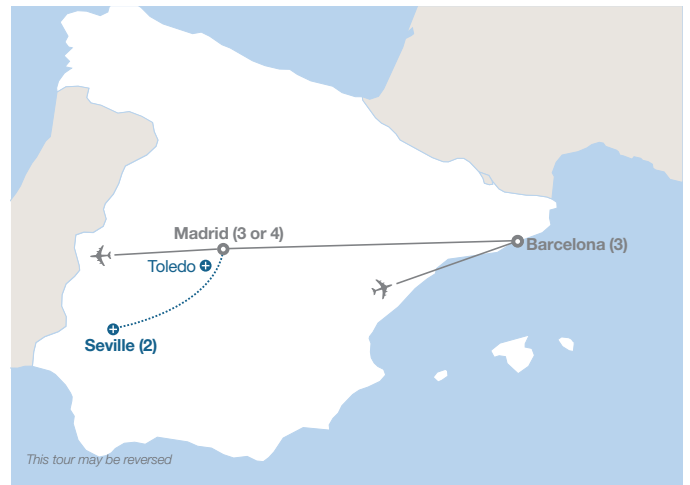 Madrid (3 or 4)
Barcelona (3)
Toledo
Seville (2)
This tour may be reversed